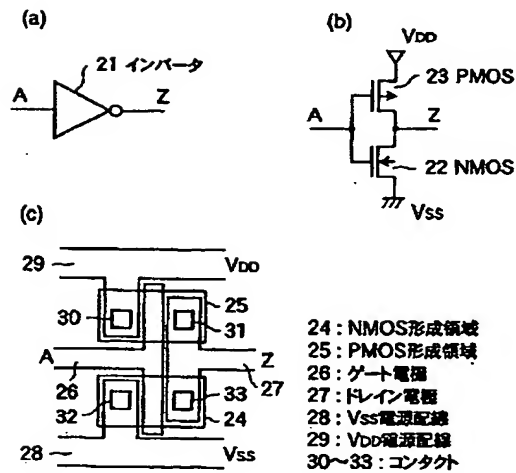 (a)
21 インバータ
A
Z
(b)
VDD
23 PMOS
A
Z
22 NMOS
VSS
(c)
29
VDD
25
30
31
A
Z
26
27
32
33
24
28
VSS
24 : NMOS形成領域
25 : PMOS形成領域
26 : ゲート電極
27 : ドレイン電極
28 : VSS電源配線
29 : VDD電源配線
30～33 : コンタクト